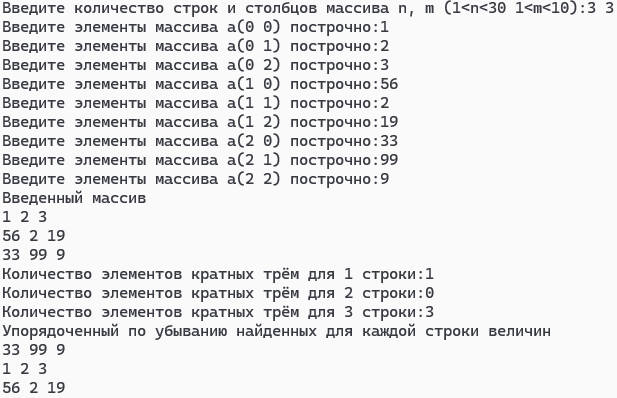 Введите количество строк и столбцов массива n, m (1<n<30 1<m<10):3 3
Введите элементы массива a(0 0) построчно:1
Введите элементы массива a(0 1) построчно:2
Введите элементы массива a(0 2) построчно:3
Введите элементы массива a(1 0) построчно:56
Введите элементы массива a(1 1) построчно:2
Введите элементы массива a(1 2) построчно:19
Введите элементы массива a(2 0) построчно:33
Введите элементы массива a(2 1) построчно:99
Введите элементы массива a(2 2) построчно:9
Введенный массив
1 2 3
56 2 19
33 99 9
Количество элементов кратных трём для 1 строки:1
Количество элементов кратных трём для 2 строки:0
Количество элементов кратных трём для 3 строки:3
Упорядоченный по убыванию найденных для каждой строки величин
33 99 9
1 2 3
56 2 19